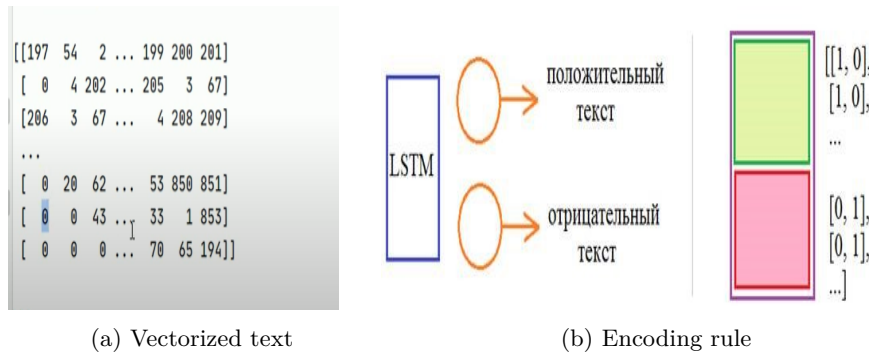 [[197 54 2 ... 199 200 201]
[ 0 4 202 ... 205 3 67]
[206 3 67 ... 4 208 209]
...
[ 0 20 62 ... 53 850 851]
[ 0 0 43 ... 33 1 853]
[ 0 0 0 ... 70 65 194]]
(a) Vectorized text
LSTM
положительный
текст
отрицательный
текст
[[1, 0],
[1, 0],
...
[0, 1],
[0, 1],
...]
(b) Encoding rule